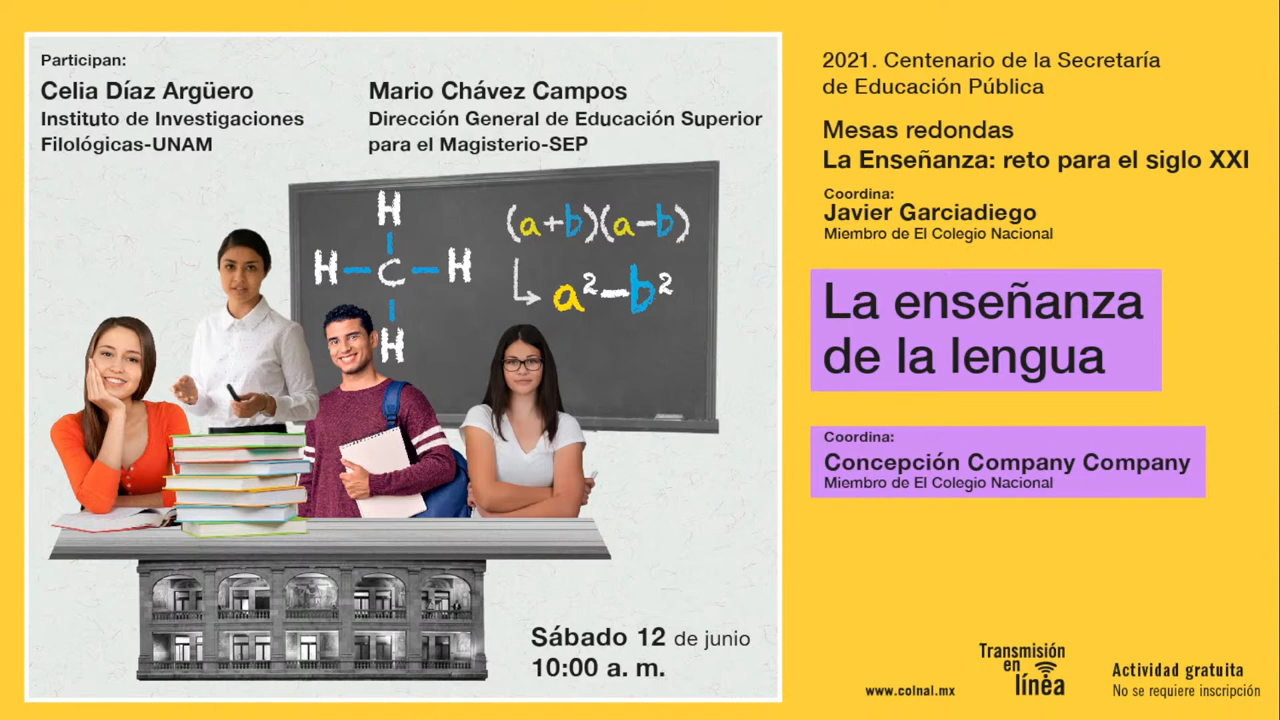 Participan:
Celia Díaz Argüero
Instituto de Investigaciones
Filológicas-UNAM
Mario Chávez Campos
Dirección General de Educación Superior
para el Magisterio-SEP
H
H-C-H
H
(a+b)(a-b)
a²-b²
Sábado 12 de junio
10:00 a. m.
2021. Centenario de la Secretaría
de Educación Pública
Mesas redondas
La Enseñanza: reto para el siglo XXI
Coordina:
Javier Garciadiego
Miembro de El Colegio Nacional
La enseñanza
de la lengua
Coordina:
Concepción Company Company
Miembro de El Colegio Nacional
www.colnal.mx
Transmisión
en
línea
Actividad gratuita
No se requiere inscripción